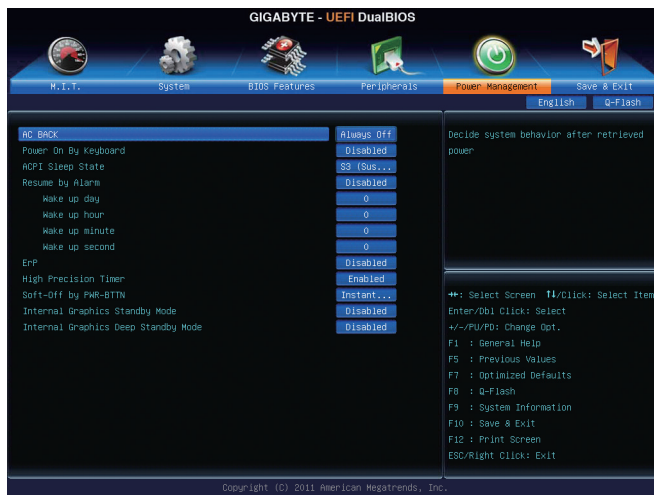 GIGABYTE - UEFI DualBIOS
M.I.T.
System
BIOS Features
Peripherals
Power Management
Save & Exit
English
Q-Flash
AC BACK Always Off
Power On By Keyboard Disabled
ACPI Sleep State S3 (Sus...
Resume by Alarm Disabled
Wake up day 0
Wake up hour 0
Wake up minute 0
Wake up second 0
ErP Disabled
High Precision Timer Enabled
Soft-Off by PWR-BTTN Instant...
Internal Graphics Standby Mode Disabled
Internal Graphics Deep Standby Mode Disabled
Decide system behavior after retrieved
power
→←: Select Screen ↑↓/Click: Select Item
Enter/Dbl Click: Select
+/-/PU/PD: Change Opt.
F1 : General Help
F5 : Previous Values
F7 : Optimized Defaults
F8 : Q-Flash
F9 : System Information
F10 : Save & Exit
F12 : Print Screen
ESC/Right Click: Exit
Copyright (C) 2011 American Megatrends, Inc.